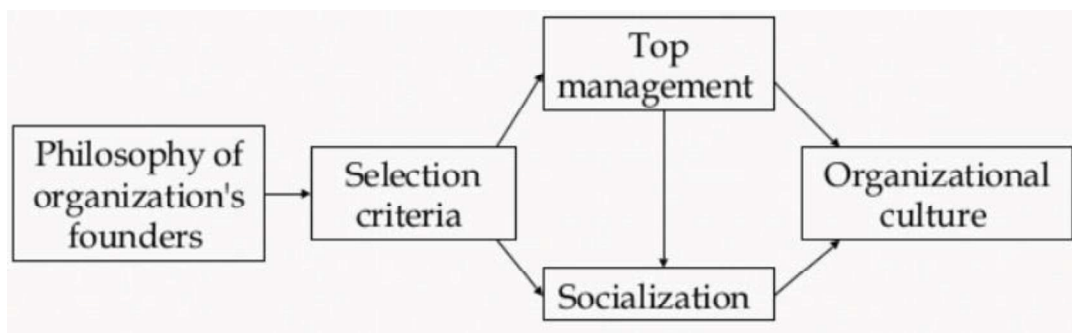 Philosophy of
organization's
founders
Selection
criteria
Top
management
Socialization
Organizational
culture